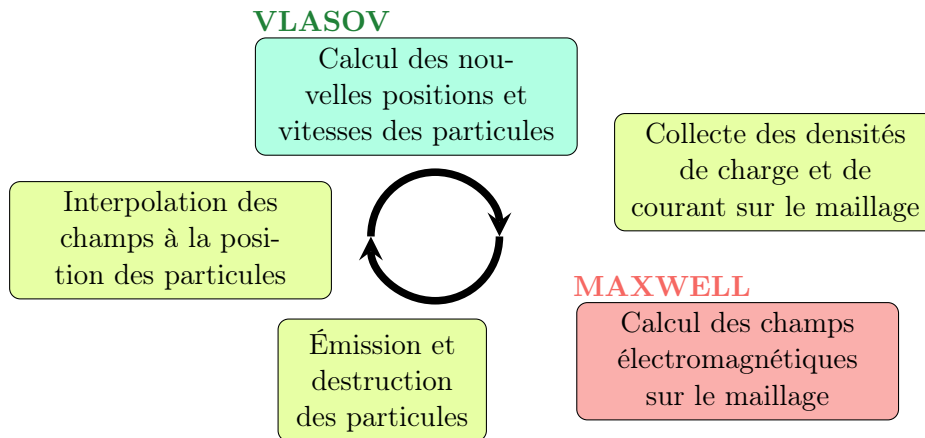 VLASOV
Calcul des nou-
velles positions et
vitesses des particules
Collecte des densités
de charge et de
courant sur le maillage
Interpolation des
champs à la posi-
tion des particules
MAXWELL
Calcul des champs
électromagnétiques
sur le maillage
Émission et
destruction
des particules